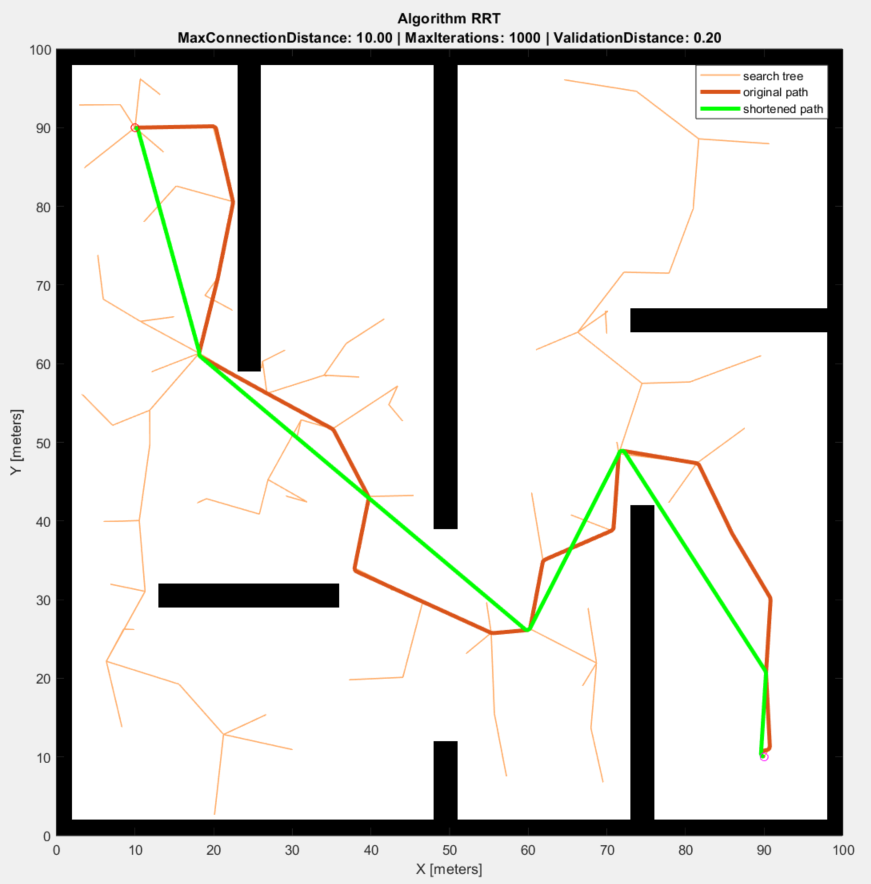 Algorithm RRT
MaxConnectionDistance: 10.00 | MaxIterations: 1000 | ValidationDistance: 0.20
search tree
original path
shortened path
100
90
80
70
60
50
40
30
20
10
0
Y [meters]
0 10 20 30 40 50 60 70 80 90 100
X [meters]